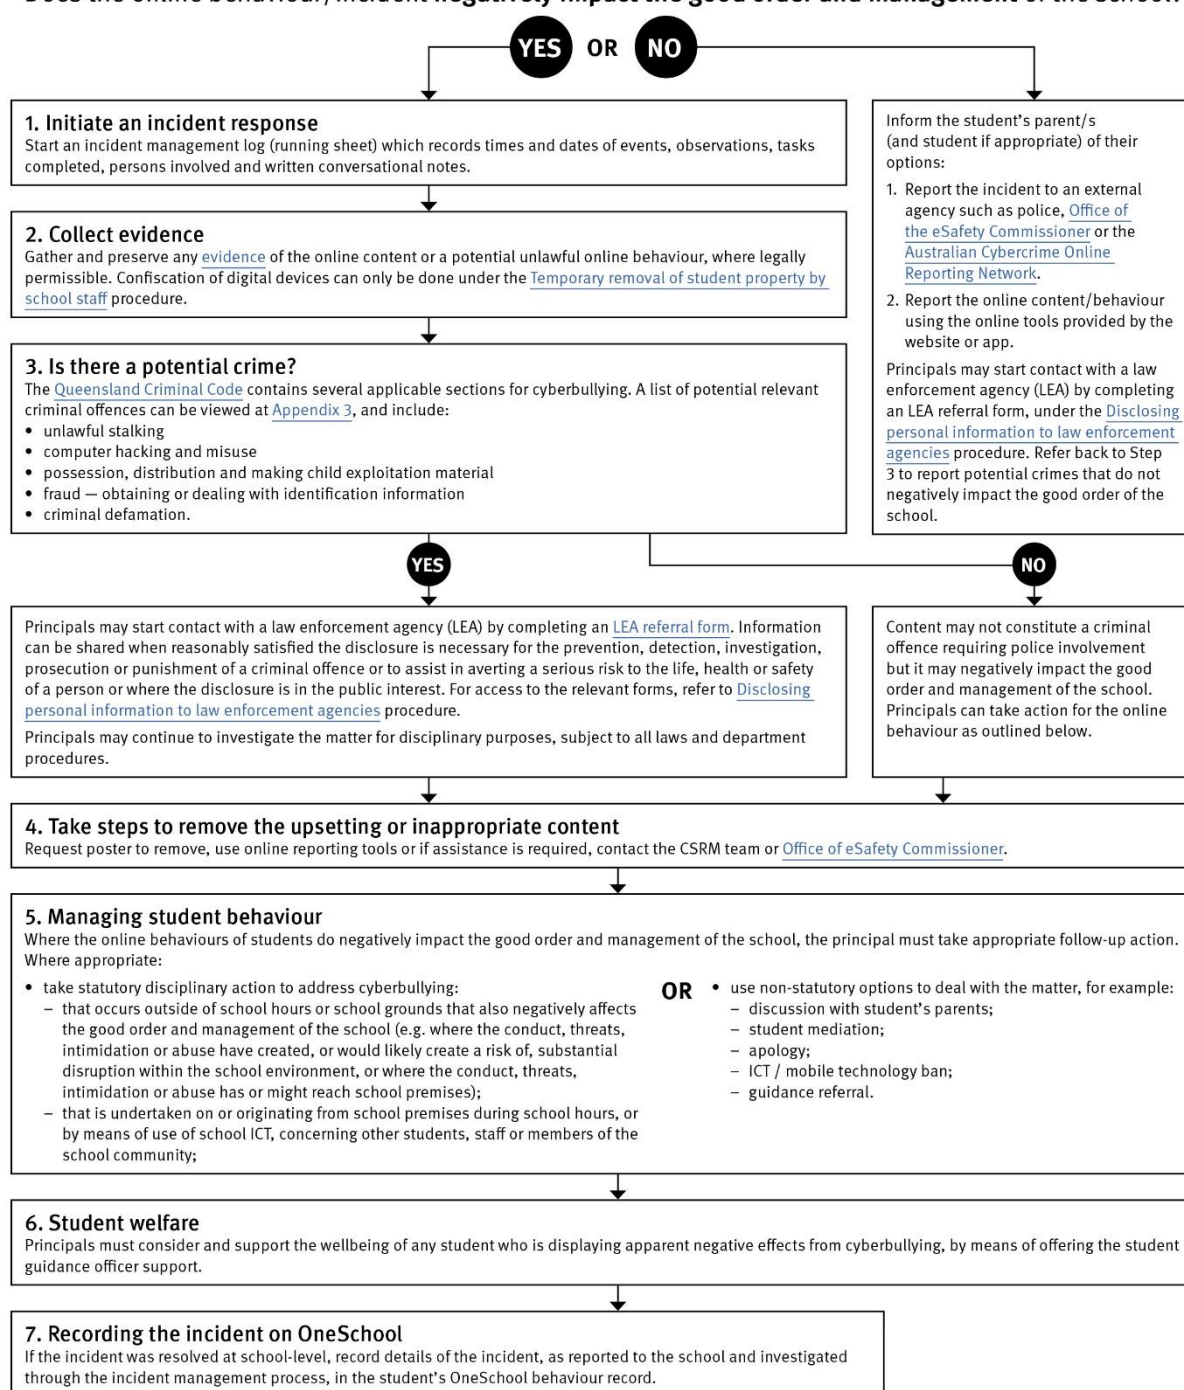 Does the online behaviour/incident negatively impact the good order and management of the school?
YES OR NO
1. Initiate an incident response
Start an incident management log (running sheet) which records times and dates of events, observations, tasks
completed, persons involved and written conversational notes.
2. Collect evidence
Gather and preserve any evidence of the online content or a potential unlawful online behaviour, where legally
permissible. Confiscation of digital devices can only be done under the Temporary removal of student property by
school staff procedure.
3. Is there a potential crime?
The Queensland Criminal Code contains several applicable sections for cyberbullying. A list of potential relevant
criminal offences can be viewed at Appendix 3, and include:
• unlawful stalking
• computer hacking and misuse
• possession, distribution and making child exploitation material
• fraud — obtaining or dealing with identification information
• criminal defamation.
Inform the student's parent/s
(and student if appropriate) of their
options:
1. Report the incident to an external
agency such as police, Office of
the eSafety Commissioner or the
Australian Cybercrime Online
Reporting Network.
2. Report the online content/behaviour
using the online tools provided by the
website or app.
Principals may start contact with a law
enforcement agency (LEA) by completing
an LEA referral form, under the Disclosing
personal information to law enforcement
agencies procedure. Refer back to Step
3 to report potential crimes that do not
negatively impact the good order of the
school.
YES
NO
Principals may start contact with a law enforcement agency (LEA) by completing an LEA referral form. Information
can be shared when reasonably satisfied the disclosure is necessary for the prevention, detection, investigation,
prosecution or punishment of a criminal offence or to assist in averting a serious risk to the life, health or safety
of a person or where the disclosure is in the public interest. For access to the relevant forms, refer to Disclosing
personal information to law enforcement agencies procedure.
Principals may continue to investigate the matter for disciplinary purposes, subject to all laws and department
procedures.
Content may not constitute a criminal
offence requiring police involvement
but it may negatively impact the good
order and management of the school.
Principals can take action for the online
behaviour as outlined below.
4. Take steps to remove the upsetting or inappropriate content
Request poster to remove, use online reporting tools or if assistance is required, contact the CSRM team or Office of eSafety Commissioner.
5. Managing student behaviour
Where the online behaviours of students do negatively impact the good order and management of the school, the principal must take appropriate follow-up action.
Where appropriate:
• take statutory disciplinary action to address cyberbullying:
– that occurs outside of school hours or school grounds that also negatively affects
the good order and management of the school (e.g. where the conduct, threats,
intimidation or abuse have created, or would likely create a risk of, substantial
disruption within the school environment, or where the conduct, threats,
intimidation or abuse has or might reach school premises);
– that is undertaken on or originating from school premises during school hours, or
by means of use of school ICT, concerning other students, staff or members of the
school community;
OR
• use non-statutory options to deal with the matter, for example:
– discussion with student's parents;
– student mediation;
– apology;
– ICT / mobile technology ban;
– guidance referral.
6. Student welfare
Principals must consider and support the wellbeing of any student who is displaying apparent negative effects from cyberbullying, by means of offering the student
guidance officer support.
7. Recording the incident on OneSchool
If the incident was resolved at school-level, record details of the incident, as reported to the school and investigated
through the incident management process, in the student's OneSchool behaviour record.